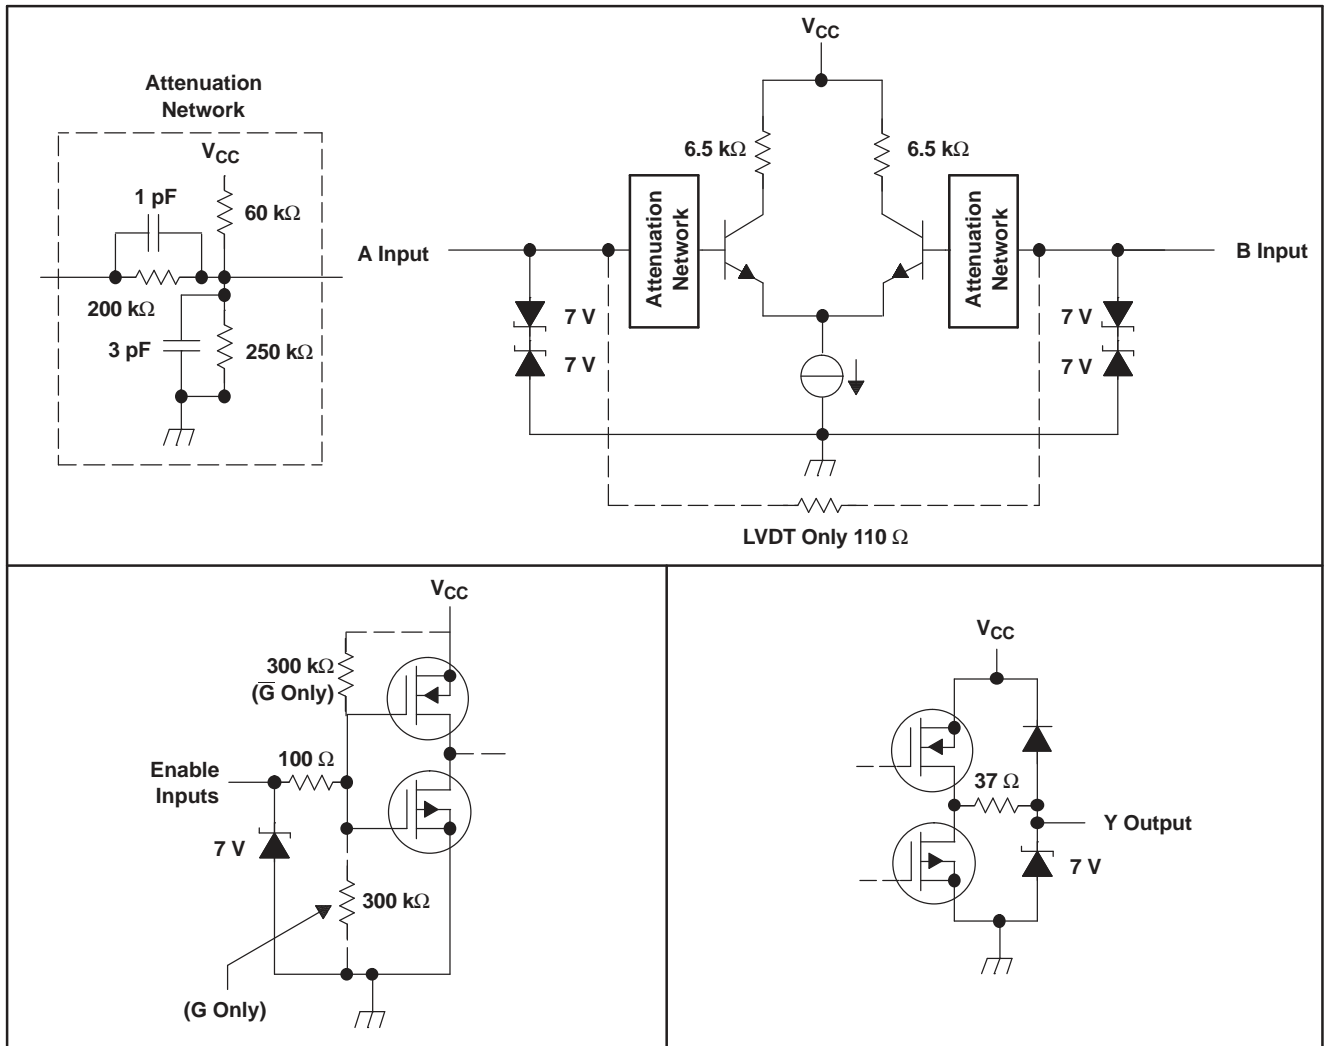 Attenuation
Network
VCC
1 pF
60 kΩ
200 kΩ
3 pF
250 kΩ
VCC
6.5 kΩ
6.5 kΩ
Attenuation
Network
Attenuation
Network
A Input
B Input
7 V
7 V
7 V
7 V
LVDT Only 110 Ω
VCC
300 kΩ
(G̅ Only)
100 Ω
Enable
Inputs
7 V
300 kΩ
(G Only)
VCC
37 Ω
Y Output
7 V